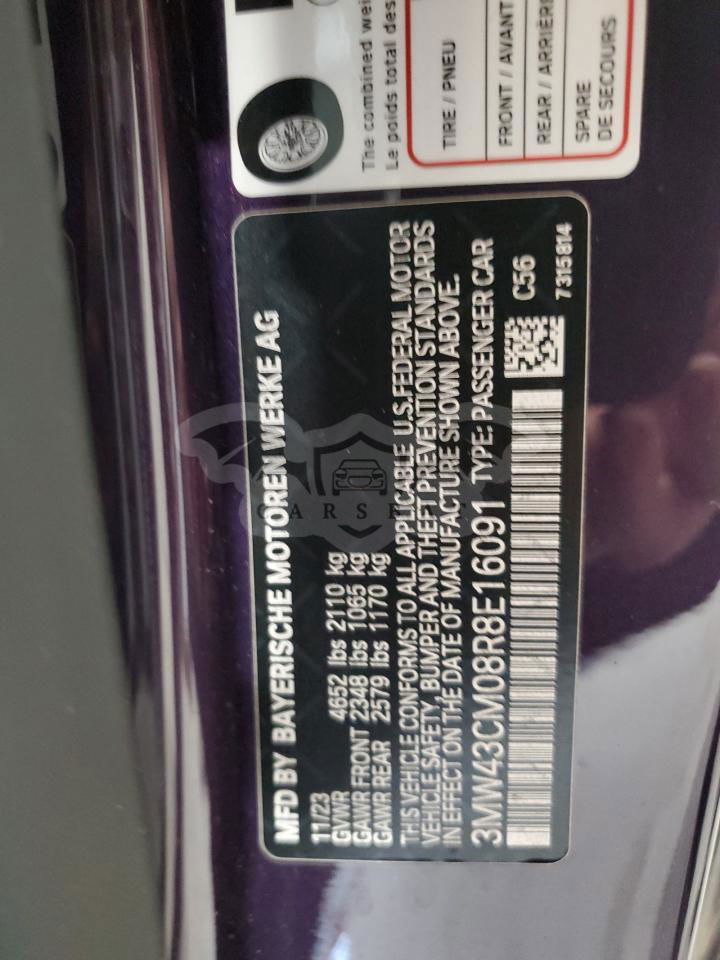 The combined wei
Le poids total des
TIRE / PNEU
FRONT / AVANT
REAR / ARRIÈRE
SPARE
DE SECOURS
MFD BY BAYERISCHE MOTOREN WERKE AG
11/23
GVWR 4652 lbs 2110 kg
GAWR FRONT 2348 lbs 1065 kg
GAWR REAR 2579 lbs 1170 kg
THIS VEHICLE CONFORMS TO ALL APPLICABLE U.S.FEDERAL MOTOR
VEHICLE SAFETY, BUMPER AND THEFT PREVENTION STANDARDS
IN EFFECT ON THE DATE OF MANUFACTURE SHOWN ABOVE.
3MW43CM08R8E16091 TYPE: PASSENGER CAR
C56
7315814